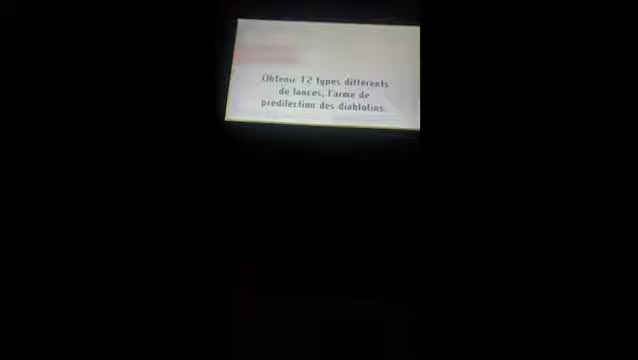 Obtenir 12 types différents
de lances, l'arme de
prédilection des diablotins.